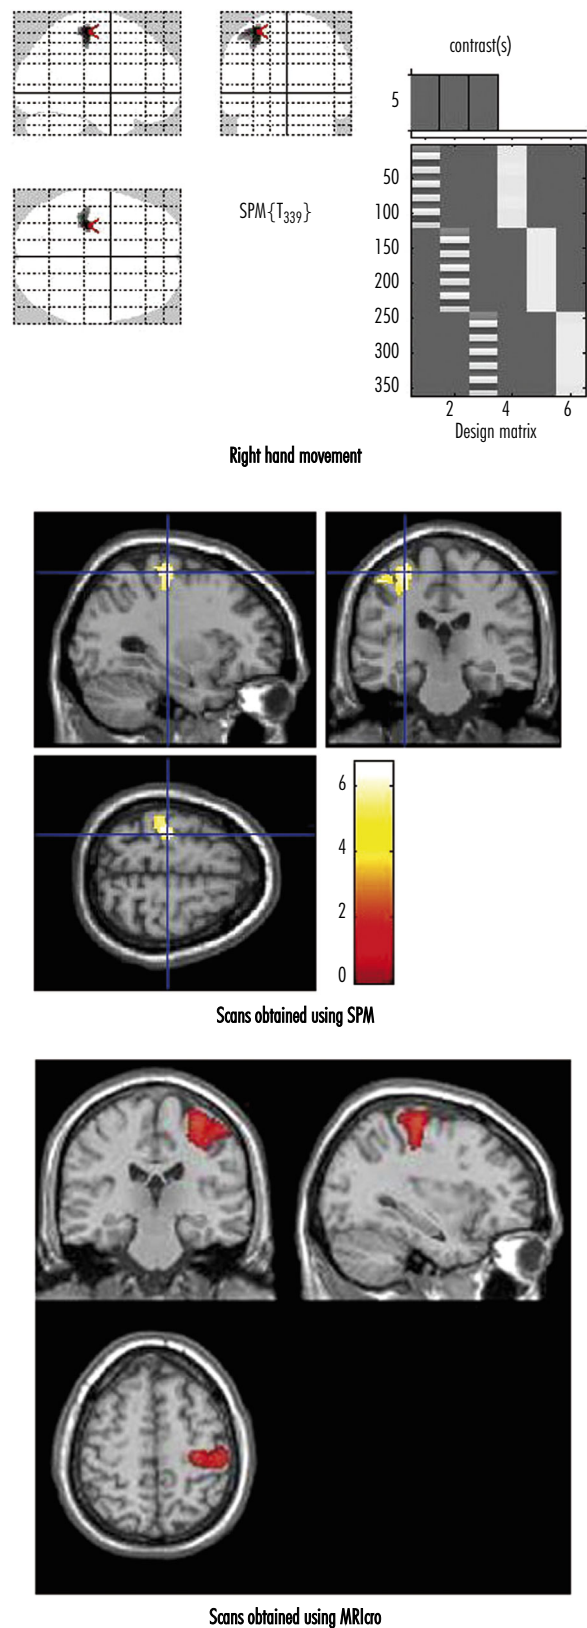 contrast(s)
5
50
100
150
200
250
300
350
SPM{T339}
2 4 6
Design matrix
Right hand movement
6
4
2
0
Scans obtained using SPM
Scans obtained using MRIcro